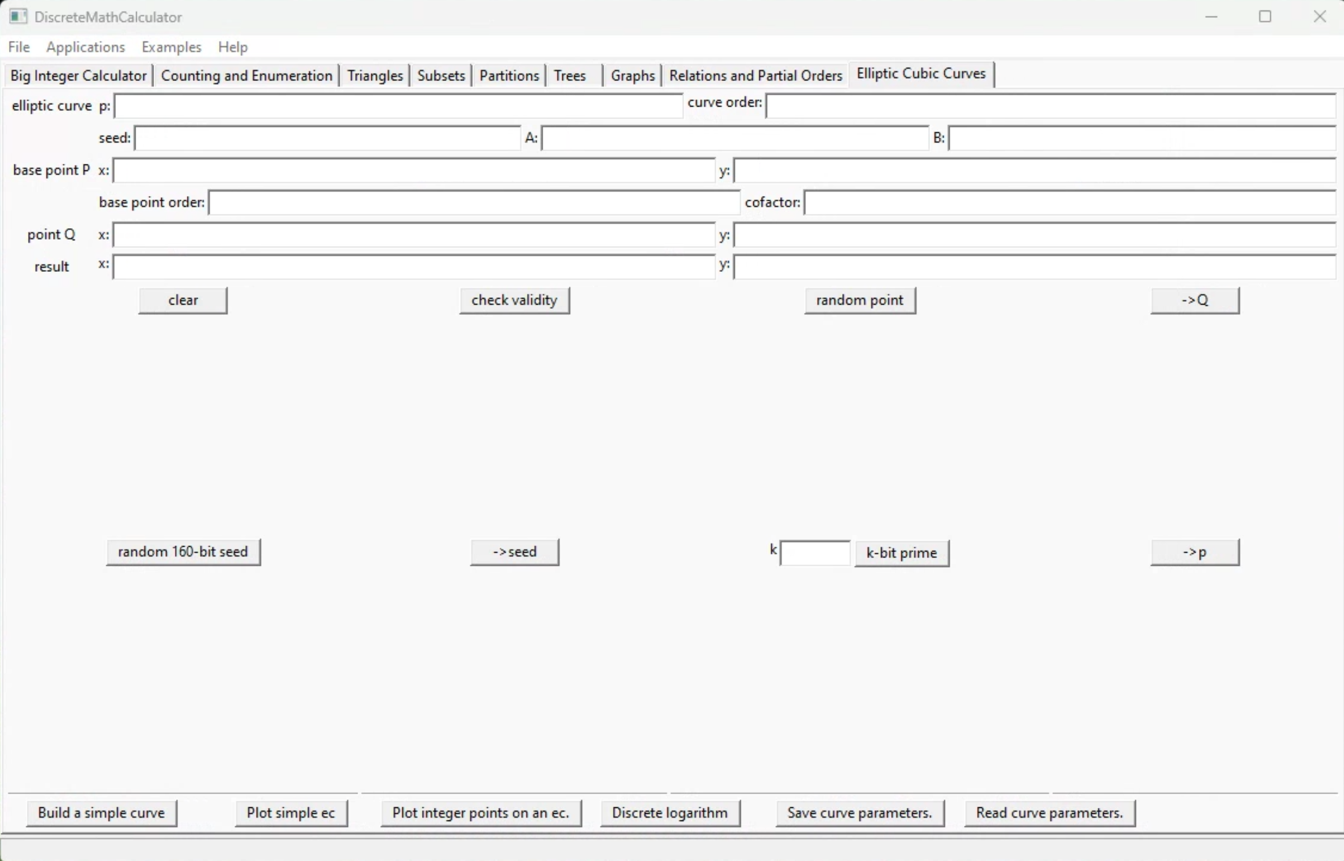 DiscreteMathCalculator
File Applications Examples Help
Big Integer Calculator Counting and Enumeration Triangles Subsets Partitions Trees Graphs Relations and Partial Orders Elliptic Cubic Curves
elliptic curve p: curve order:
seed: A: B:
base point P x: y:
base point order: cofactor:
point Q x: y:
result x: y:
clear check validity random point ->Q
random 160-bit seed ->seed k k-bit prime ->p
Build a simple curve Plot simple ec Plot integer points on an ec. Discrete logarithm Save curve parameters. Read curve parameters.